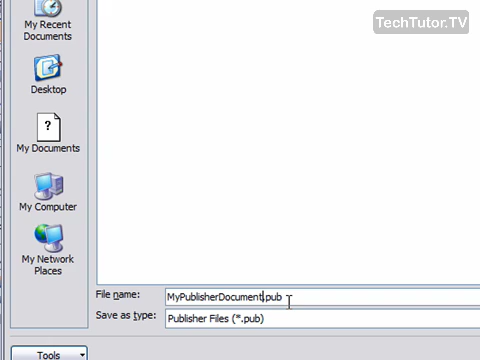 TechTutor.TV
My Recent
Documents
Desktop
?
My Documents
My Computer
My Network
Places
File name:
MyPublisherDocument.pub
Save as type:
Publisher Files (*.pub)
Tools